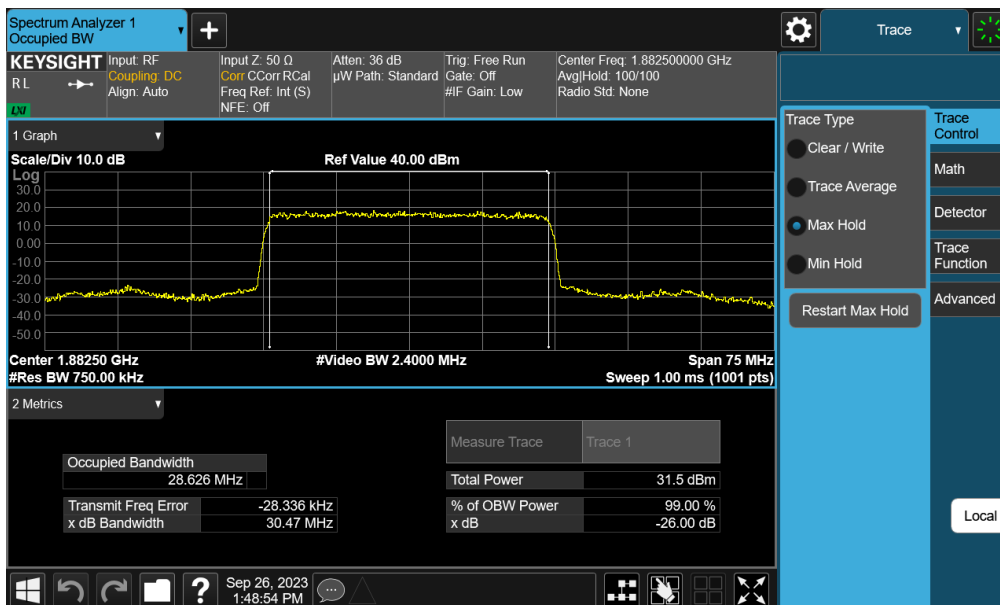 Spectrum Analyzer 1
Occupied BW
Trace
KEYSIGHT
R L
LXI
Input: RF
Coupling: DC
Align: Auto
Input Z: 50 Ω
Corr CCorr RCal
Freq Ref: Int (S)
NFE: Off
Atten: 36 dB
µW Path: Standard
Trig: Free Run
Gate: Off
#IF Gain: Low
Center Freq: 1.882500000 GHz
Avg|Hold: 100/100
Radio Std: None
1 Graph
Scale/Div 10.0 dB
Ref Value 40.00 dBm
Log
30.0
20.0
10.0
0.00
-10.0
-20.0
-30.0
-40.0
-50.0
Center 1.88250 GHz
#Video BW 2.4000 MHz
Span 75 MHz
#Res BW 750.00 kHz
Sweep 1.00 ms (1001 pts)
2 Metrics
Measure Trace
Trace 1
Occupied Bandwidth
28.626 MHz
Total Power
31.5 dBm
Transmit Freq Error
-28.336 kHz
% of OBW Power
99.00 %
x dB Bandwidth
30.47 MHz
x dB
-26.00 dB
Trace Type
Clear / Write
Trace Average
Max Hold
Min Hold
Restart Max Hold
Trace
Control
Math
Detector
Trace
Function
Advanced
Local
?
Sep 26, 2023
1:48:54 PM